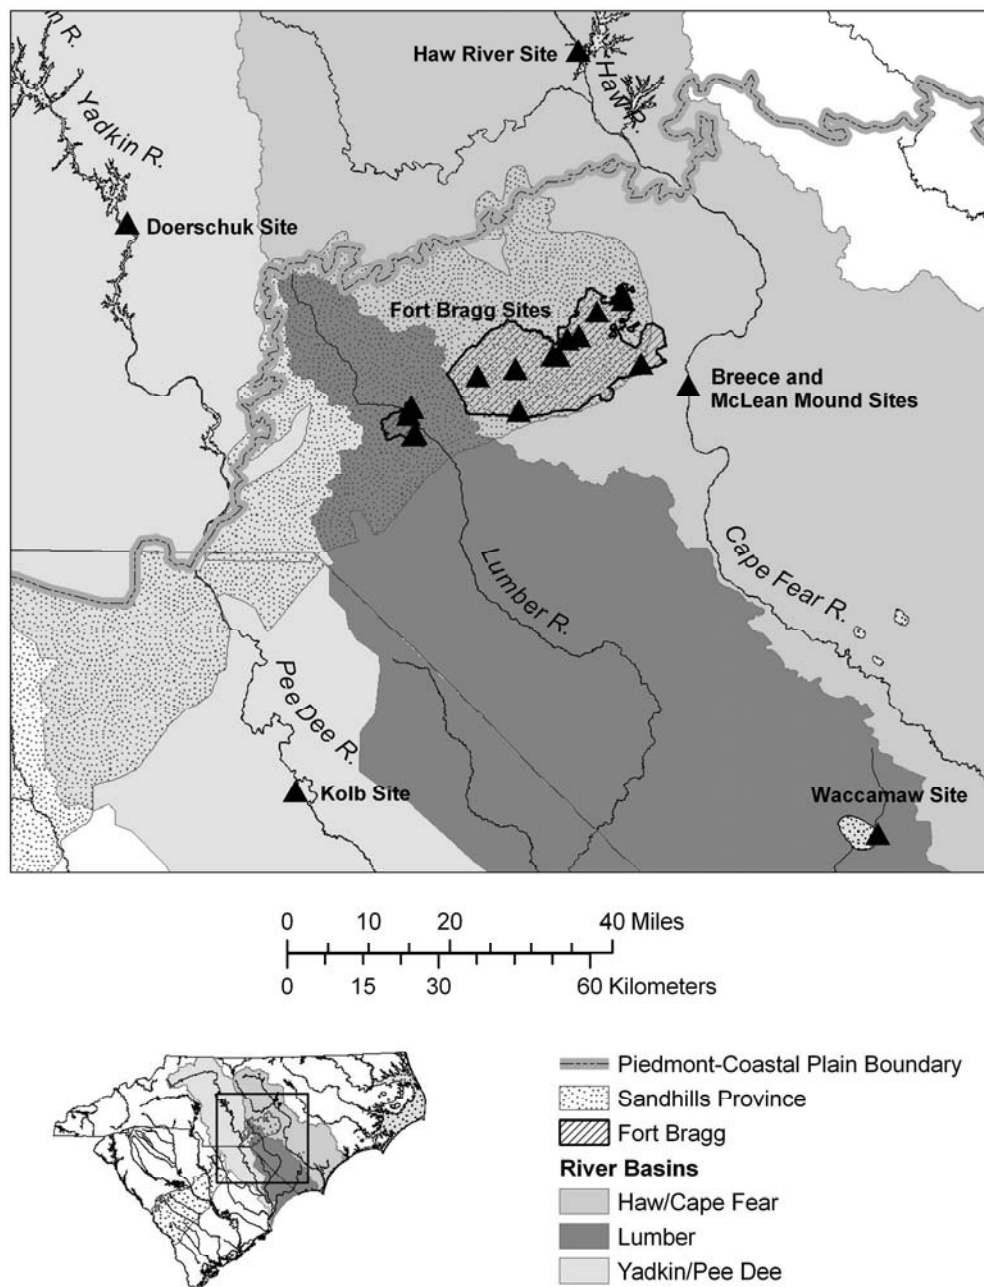 n R.
Haw River Site
Haw R.
Yadkin R.
Doerschuk Site
Fort Bragg Sites
Breece and
McLean Mound Sites
Cape Fear R.
Lumber R.
Pee Dee R.
Kolb Site
Waccamaw Site
0 10 20 40 Miles
0 15 30 60 Kilometers
Piedmont-Coastal Plain Boundary
Sandhills Province
Fort Bragg
River Basins
Haw/Cape Fear
Lumber
Yadkin/Pee Dee